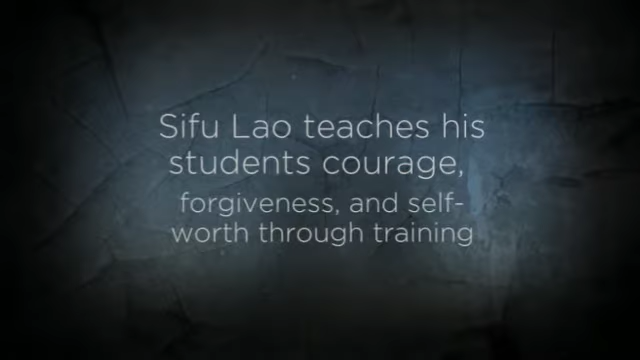 Sifu Lao teaches his
students courage,
forgiveness, and self-
worth through training